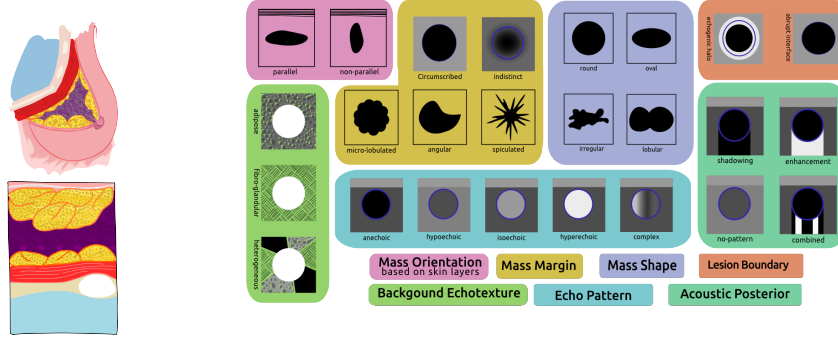 parallel
non-parallel
Circumscribed
indistinct
round
oval
echogenic halo
abrupt interface
adipose
micro-lobulated
angular
spiculated
irregular
lobular
shadowing
enhancement
fibro-glandular
anechoic
hypoechoic
isoechoic
hyperechoic
complex
no-pattern
combined
heterogeneous
Mass Orientation
based on skin layers
Mass Margin
Mass Shape
Lesion Boundary
Backgound Echotexture
Echo Pattern
Acoustic Posterior